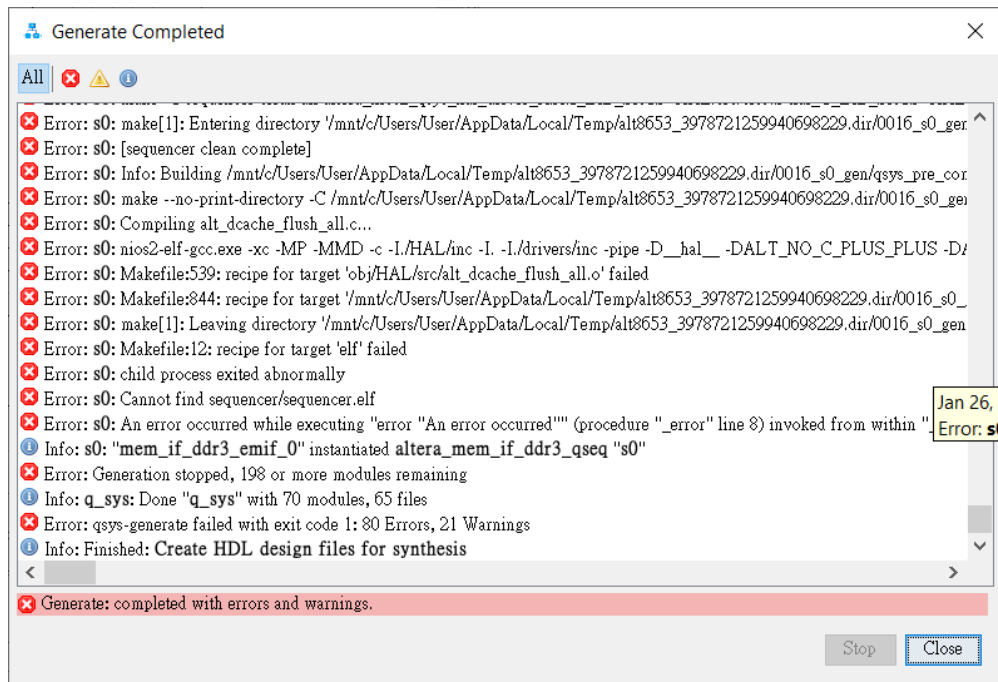 Generate Completed
All
Error: s0: make[1]: Entering directory '/mnt/c/Users/User/AppData/Local/Temp/alt8653_3978721259940698229.dir/0016_s0_gen
Error: s0: [sequencer clean complete]
Error: s0: Info: Building /mnt/c/Users/User/AppData/Local/Temp/alt8653_3978721259940698229.dir/0016_s0_gen/qsys_pre_con
Error: s0: make --no-print-directory -C /mnt/c/Users/User/AppData/Local/Temp/alt8653_3978721259940698229.dir/0016_s0_gen
Error: s0: Compiling alt_dcache_flush_all.c...
Error: s0: nios2-elf-gcc.exe -xc -MP -MMD -c -I./HAL/inc -I. -I./drivers/inc -pipe -D__hal__ -DALT_NO_C_PLUS_PLUS -DA
Error: s0: Makefile:539: recipe for target 'obj/HAL/src/alt_dcache_flush_all.o' failed
Error: s0: Makefile:844: recipe for target '/mnt/c/Users/User/AppData/Local/Temp/alt8653_3978721259940698229.dir/0016_s0_
Error: s0: make[1]: Leaving directory '/mnt/c/Users/User/AppData/Local/Temp/alt8653_3978721259940698229.dir/0016_s0_gen
Error: s0: Makefile:12: recipe for target 'elf' failed
Error: s0: child process exited abnormally
Error: s0: Cannot find sequencer/sequencer.elf
Error: s0: An error occurred while executing "error "An error occurred"" (procedure "_error" line 8) invoked from within "_
Jan 26,
Error: s0
Info: s0: "mem_if_ddr3_emif_0" instantiated altera_mem_if_ddr3_qseq "s0"
Error: Generation stopped, 198 or more modules remaining
Info: q_sys: Done "q_sys" with 70 modules, 65 files
Error: qsys-generate failed with exit code 1: 80 Errors, 21 Warnings
Info: Finished: Create HDL design files for synthesis
Generate: completed with errors and warnings.
Stop
Close